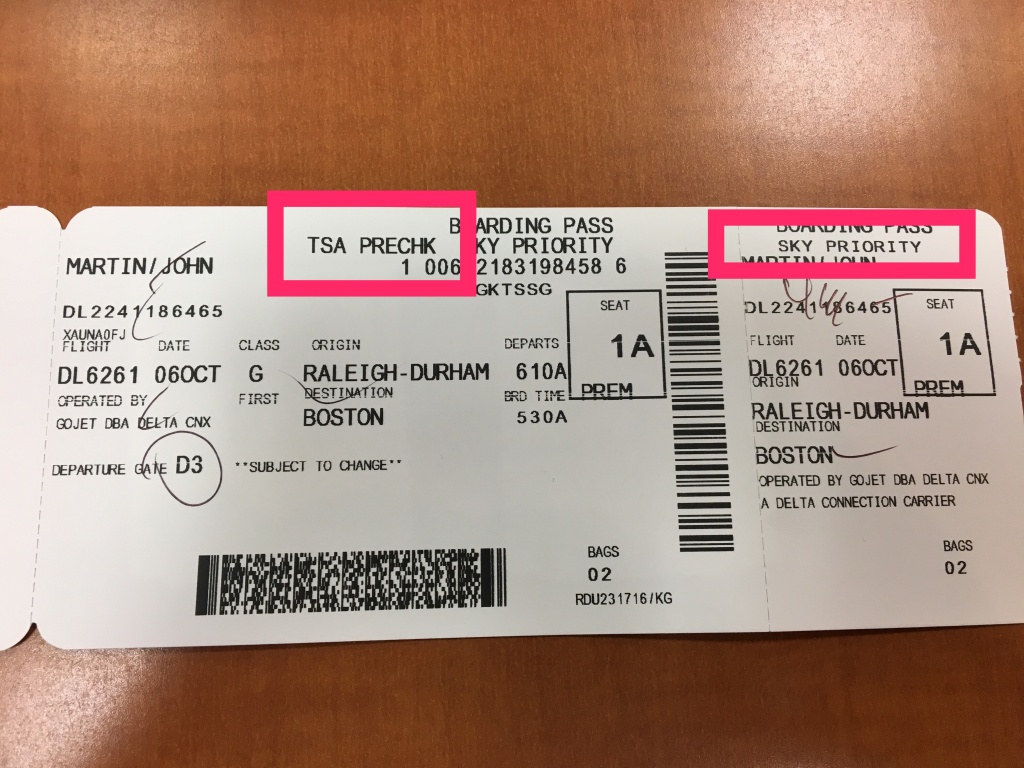 BOARDING PASS
TSA PRECHK SKY PRIORITY
MARTIN/JOHN
1 006 2183198458 6
GKTSSG
DL2241186465
XAUNA0FJ
FLIGHT DATE CLASS ORIGIN DEPARTS
DL6261 06OCT G RALEIGH-DURHAM 610A
OPERATED BY FIRST DESTINATION BRD TIME
GOJET DBA DELTA CNX BOSTON 530A
SEAT
1A
PREM
DEPARTURE GATE D3 **SUBJECT TO CHANGE**
BAGS
02
RDU231716/KG
BOARDING PASS
SKY PRIORITY
MARTIN/JOHN
DL2241186465
FLIGHT DATE
DL6261 06OCT
SEAT
1A
PREM
ORIGIN
RALEIGH-DURHAM
DESTINATION
BOSTON
OPERATED BY GOJET DBA DELTA CNX
A DELTA CONNECTION CARRIER
BAGS
02